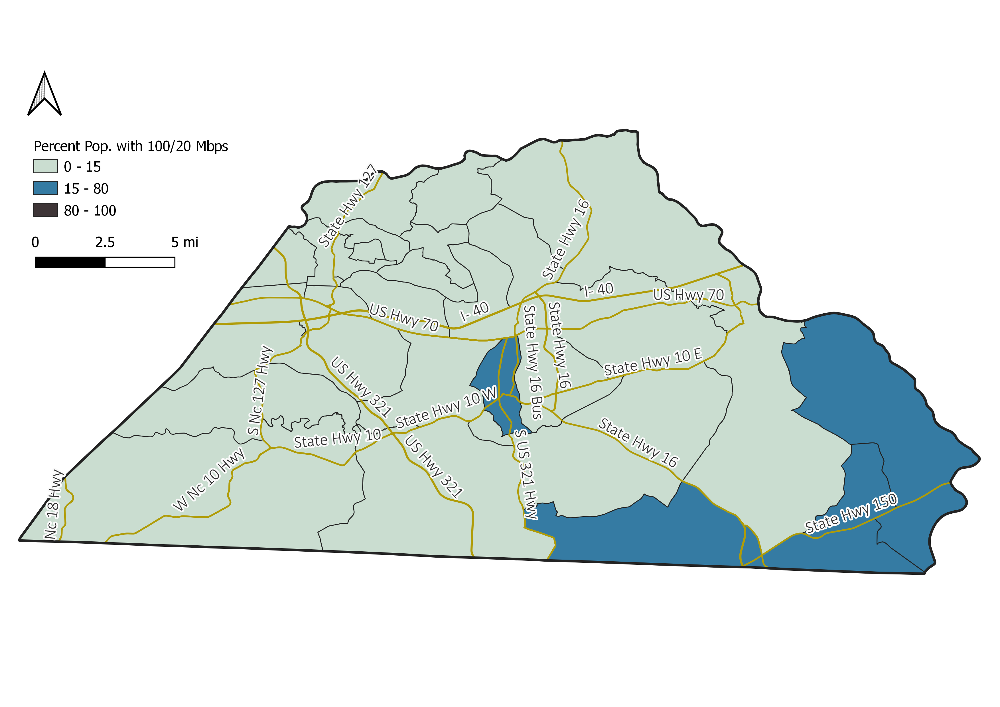 Percent Pop. with 100/20 Mbps
0 - 15
15 - 80
80 - 100
0 2.5 5 mi
State Hwy 127
State Hwy 16
I- 40
US Hwy 70
US Hwy 70
I- 40
State Hwy 16 Bus
State Hwy 16
S Nc 127 Hwy
US Hwy 321
State Hwy 10 E
State Hwy 10 W
State Hwy 10
US Hwy 321
S US 321 Hwy
State Hwy 16
W Nc 10 Hwy
Nc 18 Hwy
State Hwy 150